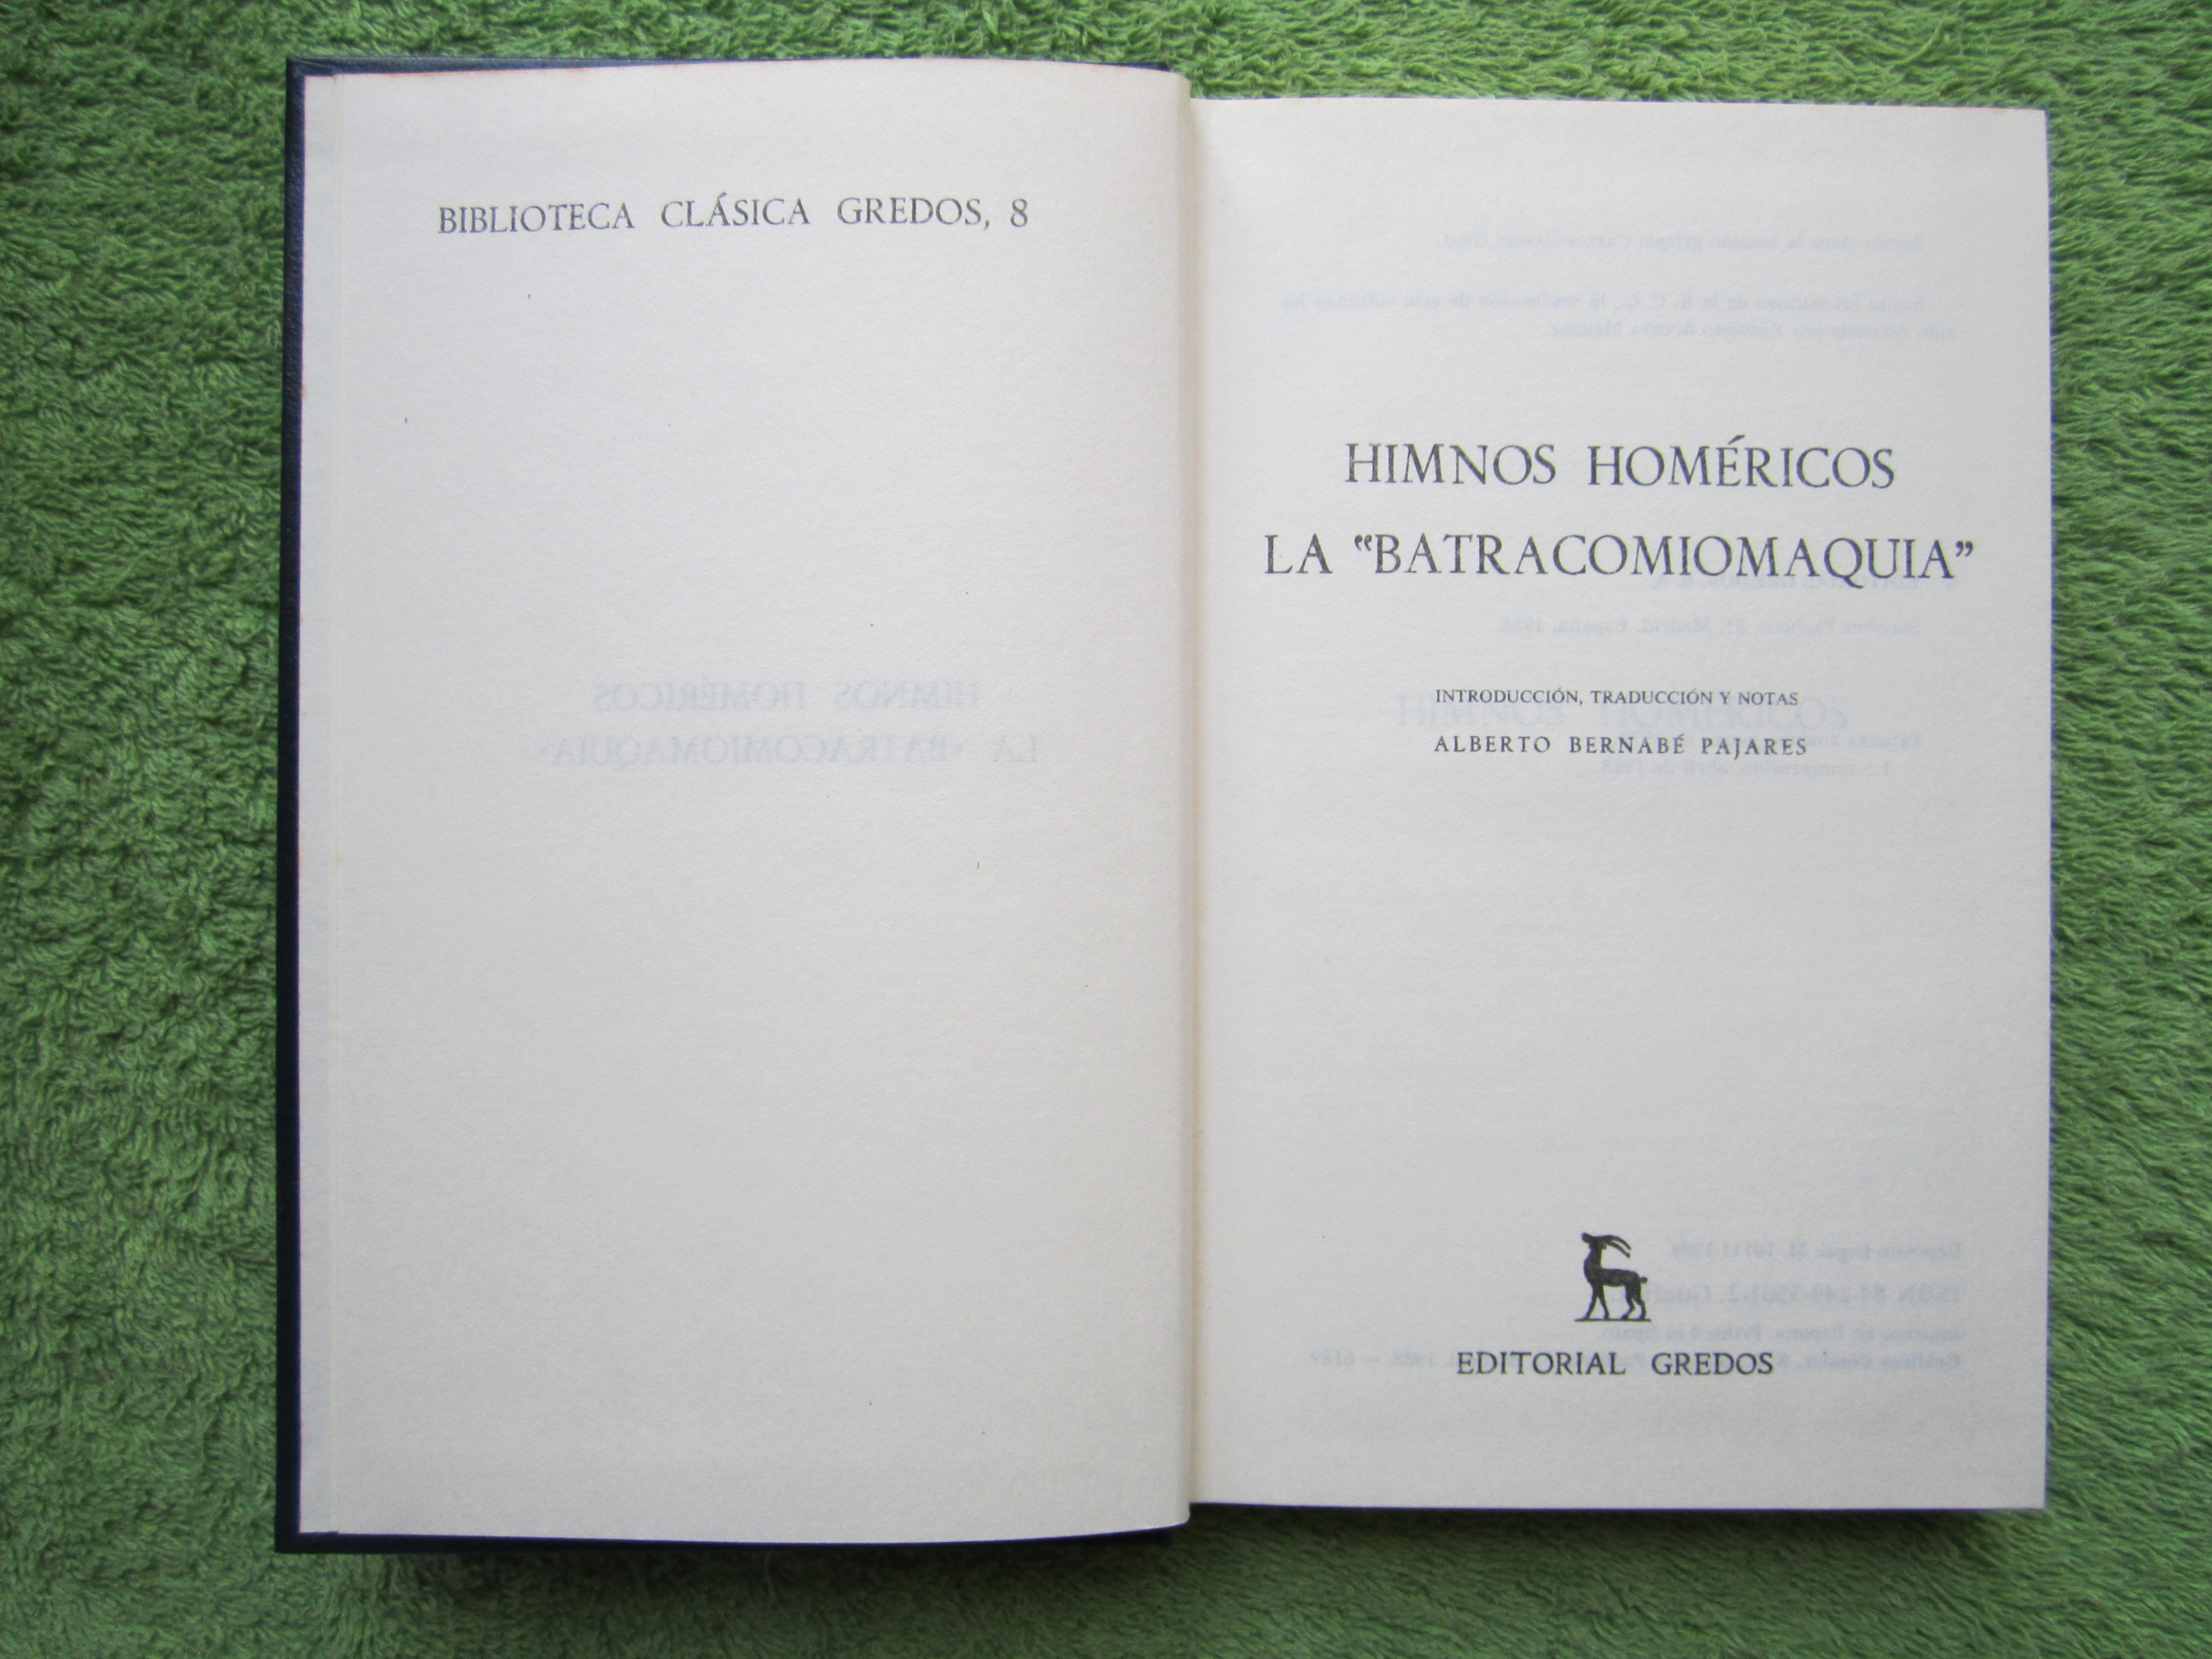 BIBLIOTECA CLÁSICA GREDOS, 8
HIMNOS HOMÉRICOS
LA “BATRACOMIOMAQUIA”
INTRODUCCIÓN, TRADUCCIÓN Y NOTAS
ALBERTO BERNABÉ PAJARES
EDITORIAL GREDOS